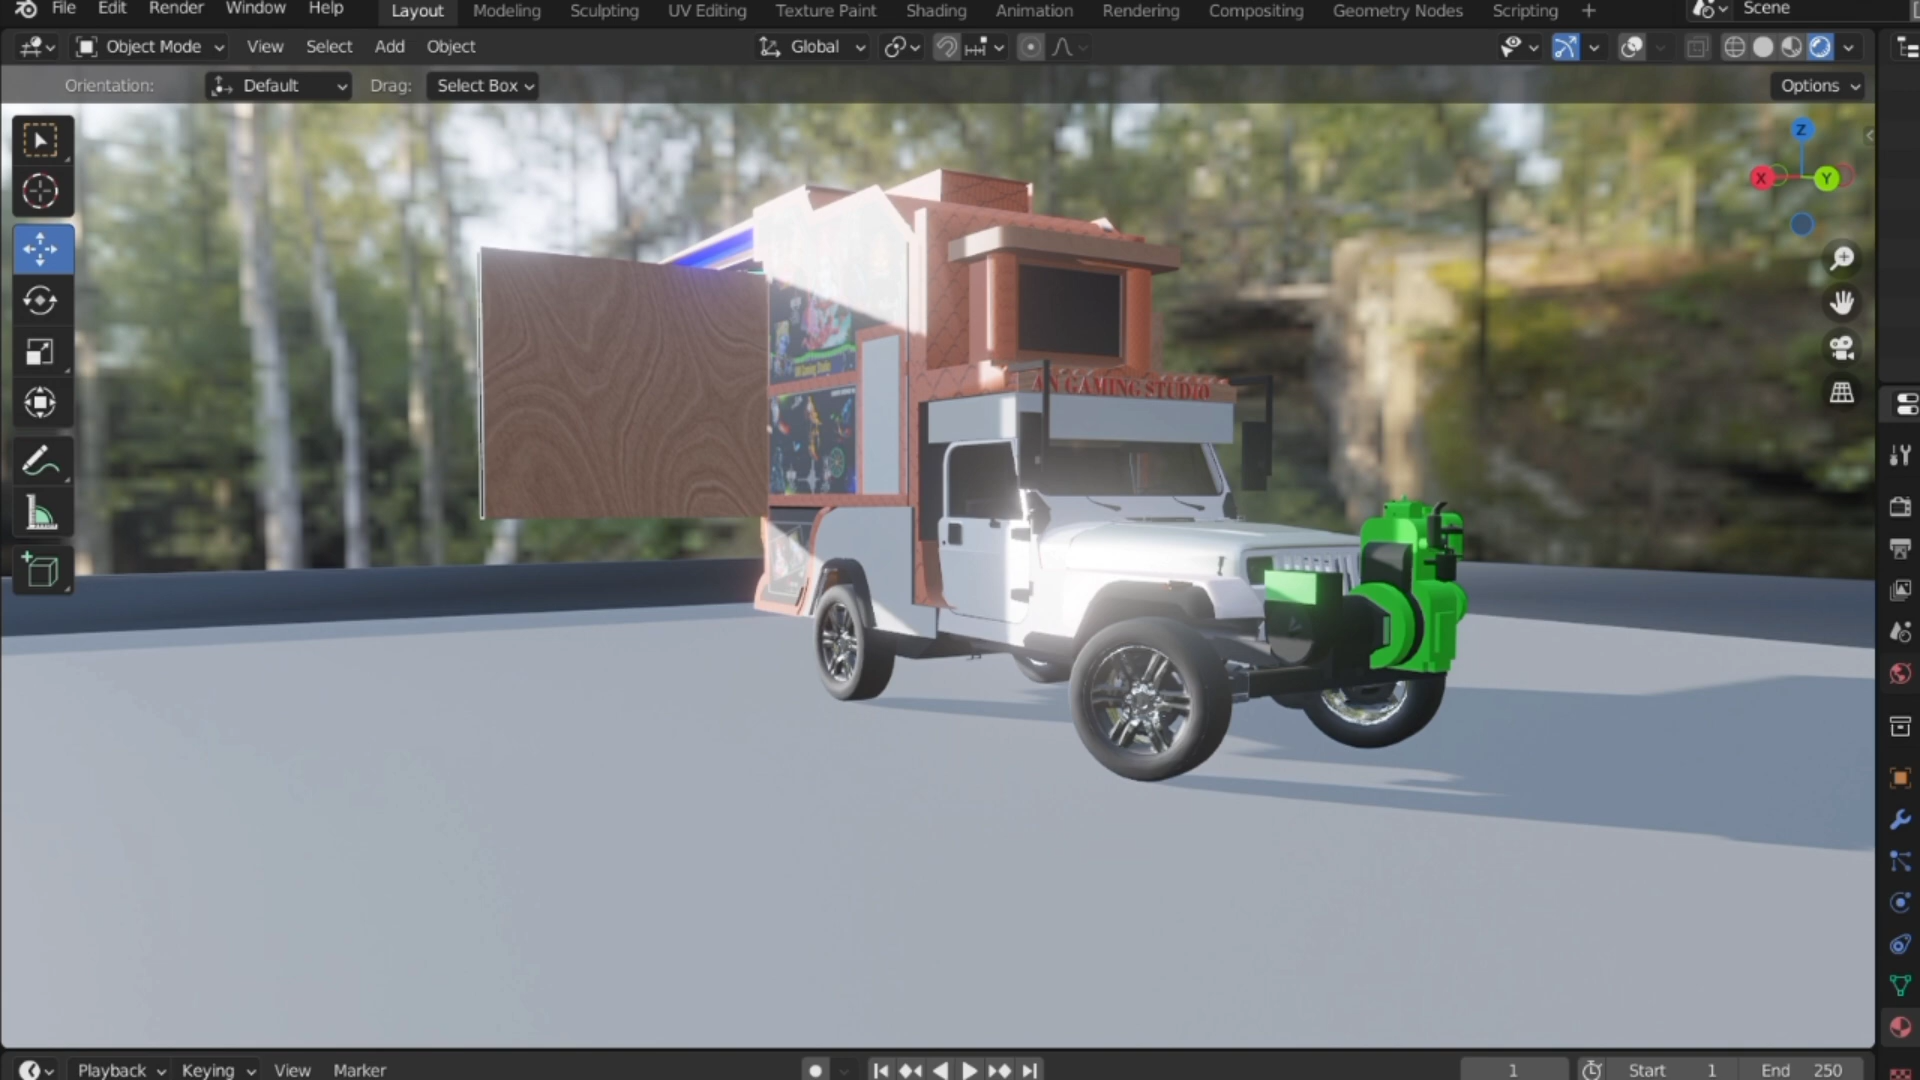 File Edit Render Window Help Layout Modeling Sculpting UV Editing Texture Paint Shading Animation Rendering Compositing Geometry Nodes Scripting + Scene
Object Mode View Select Add Object Global
Orientation: Default Drag: Select Box Options
Z
X Y
AN GAMING STUDIO
Playback Keying View Marker 1 Start 1 End 250